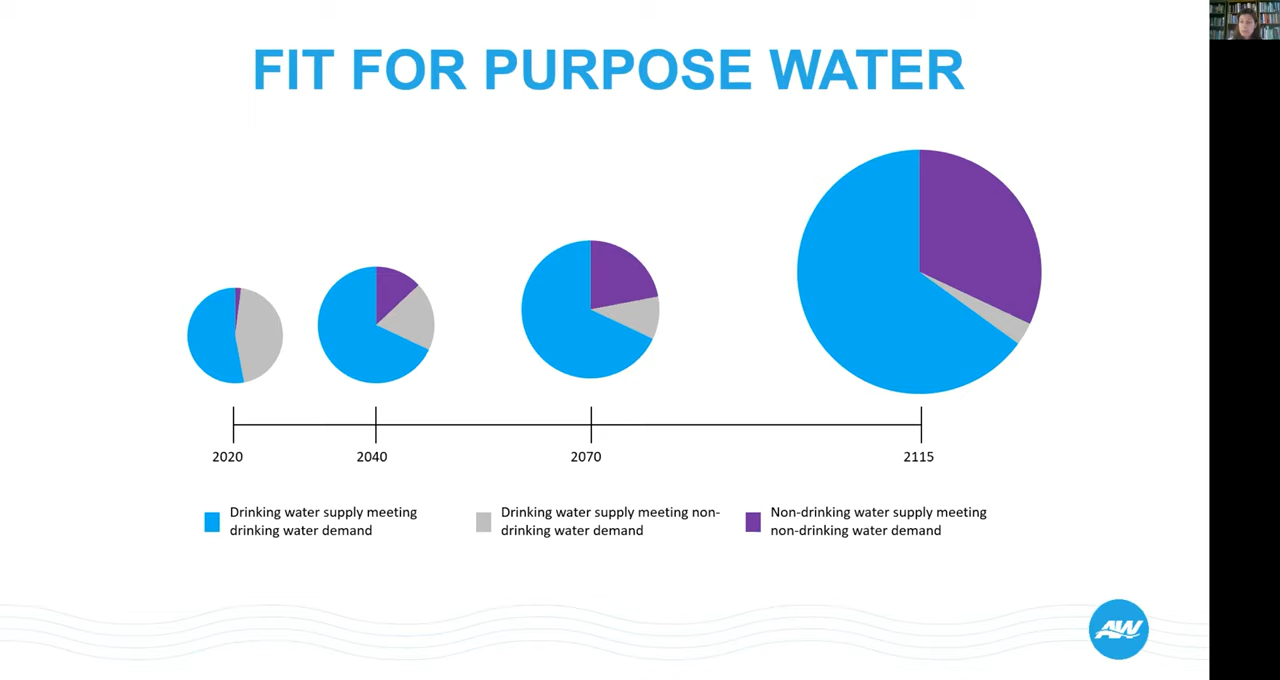 FIT FOR PURPOSE WATER
2020
2040
2070
2115
Drinking water supply meeting
drinking water demand
Drinking water supply meeting non-
drinking water demand
Non-drinking water supply meeting
non-drinking water demand
AW